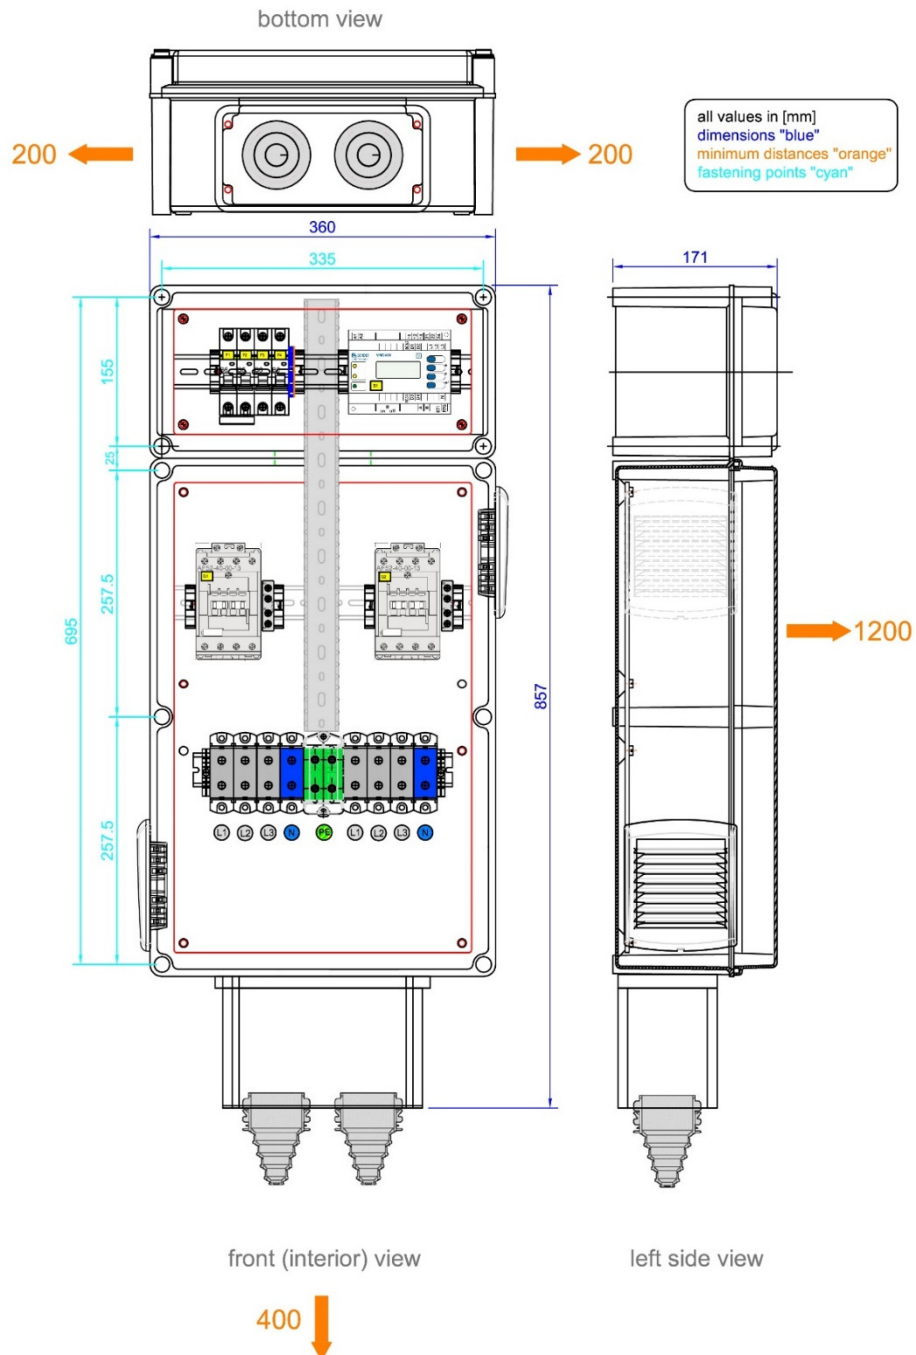 bottom view
all values in [mm]
dimensions "blue"
minimum distances "orange"
fastening points "cyan"
200
200
360
335
171
155
25
257.5
695
257.5
857
1200
L1 L2 L3 N PE L1 L2 L3 N
front (interior) view
left side view
400